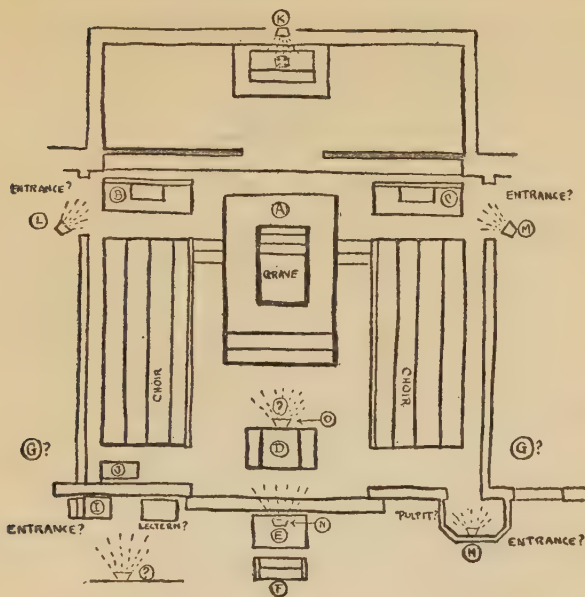 K
ENTRANCE?
B
A
C
ENTRANCE?
L
M
GRAVE
CHOIR
CHOIR
?
O
G?
D
G?
J
I
LECTERN?
PULPIT?
N
ENTRANCE?
E
H
ENTRANCE?
?
F